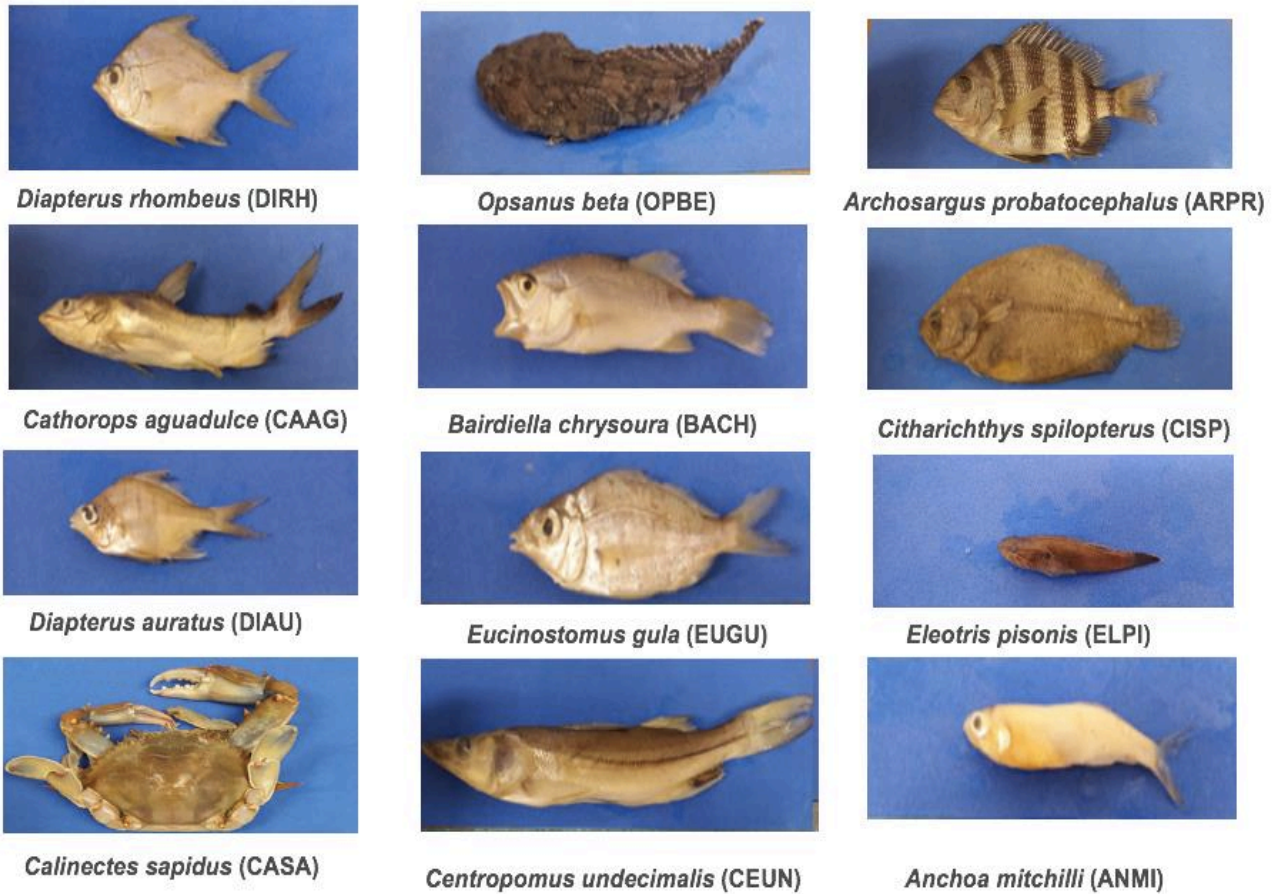 Diapterus rhombeus (DIRH)
Opsanus beta (OPBE)
Archosargus probatocephalus (ARPR)
Cathorops aguadulce (CAAG)
Bairdiella chrysoura (BACH)
Citharichthys spilopterus (CISP)
Diapterus auratus (DIAU)
Eucinostomus gula (EUGU)
Eleotris pisonis (ELPI)
Calinectes sapidus (CASA)
Centropomus undecimalis (CEUN)
Anchoa mitchilli (ANMI)